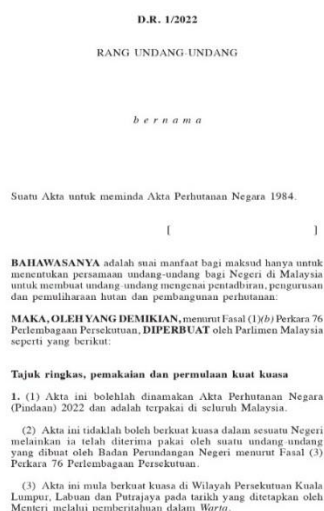 D.R. 1/2022
RANG UNDANG-UNDANG
b e r n a m a
Suatu Akta untuk meminda Akta Perhutanan Negara 1984.
[ ]
BAHAWASANYA adalah suai manfaat bagi maksud hanya untuk
menentukan persamaan undang-undang bagi Negeri di Malaysia
untuk membuat undang-undang mengenai pentadbiran, pengurusan
dan pemuliharaan hutan dan pembangunan perhutanan:
MAKA, OLEH YANG DEMIKIAN, menurut Fasal (1)(b) Perkara 76
Perlembagaan Persekutuan, DIPERBUAT oleh Parlimen Malaysia
seperti yang berikut:
Tajuk ringkas, pemakaian dan permulaan kuat kuasa
1. (1) Akta ini bolehlah dinamakan Akta Perhutanan Negara
(Pindaan) 2022 dan adalah terpakai di seluruh Malaysia.
(2) Akta ini tidaklah boleh berkuat kuasa dalam sesuatu Negeri
melainkan ia telah diterima pakai oleh suatu undang-undang
yang dibuat oleh Badan Perundangan Negeri menurut Fasal (3)
Perkara 76 Perlembagaan Persekutuan.
(3) Akta ini mula berkuat kuasa di Wilayah Persekutuan Kuala
Lumpur, Labuan dan Putrajaya pada tarikh yang ditetapkan oleh
Menteri melalui pemberitahuan dalam Warta.